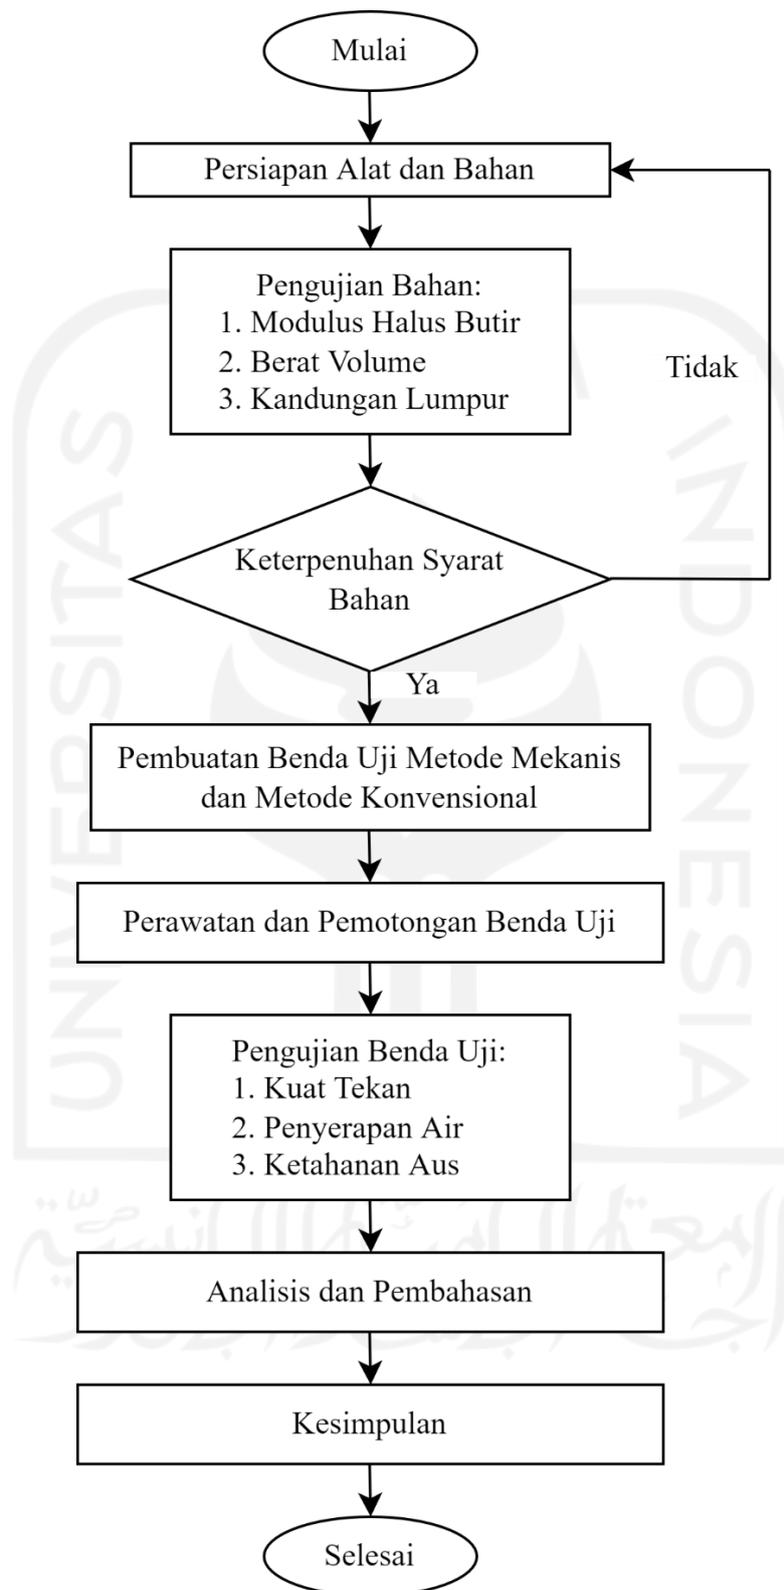 Mulai
Persiapan Alat dan Bahan
Pengujian Bahan:
1. Modulus Halus Butir
2. Berat Volume
3. Kandungan Lumpur
Tidak
Keterpenuhan Syarat
Bahan
Ya
Pembuatan Benda Uji Metode Mekanis
dan Metode Konvensional
Perawatan dan Pemotongan Benda Uji
Pengujian Benda Uji:
1. Kuat Tekan
2. Penyerapan Air
3. Ketahanan Aus
Analisis dan Pembahasan
Kesimpulan
Selesai
UNIVERSITAS
INDONESIA